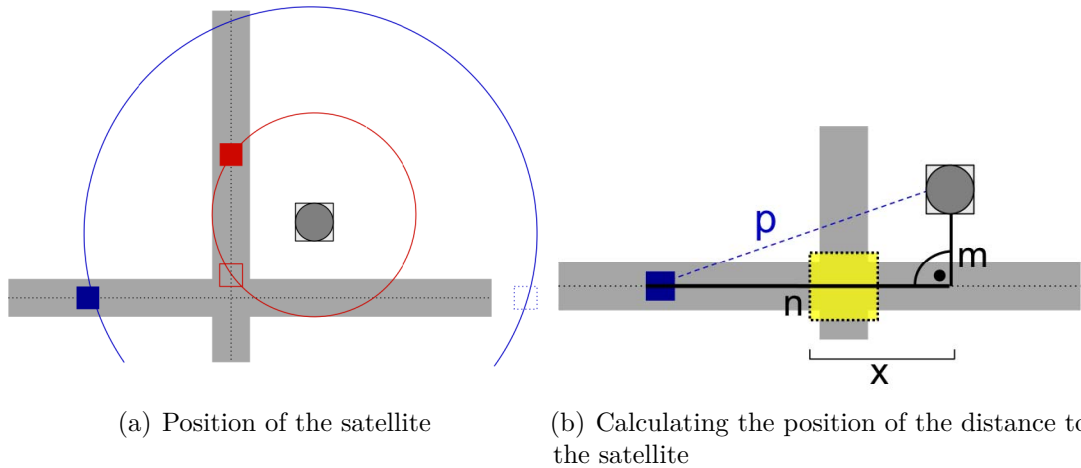 p
m
n
x
(a) Position of the satellite
(b) Calculating the position of the distance to
the satellite